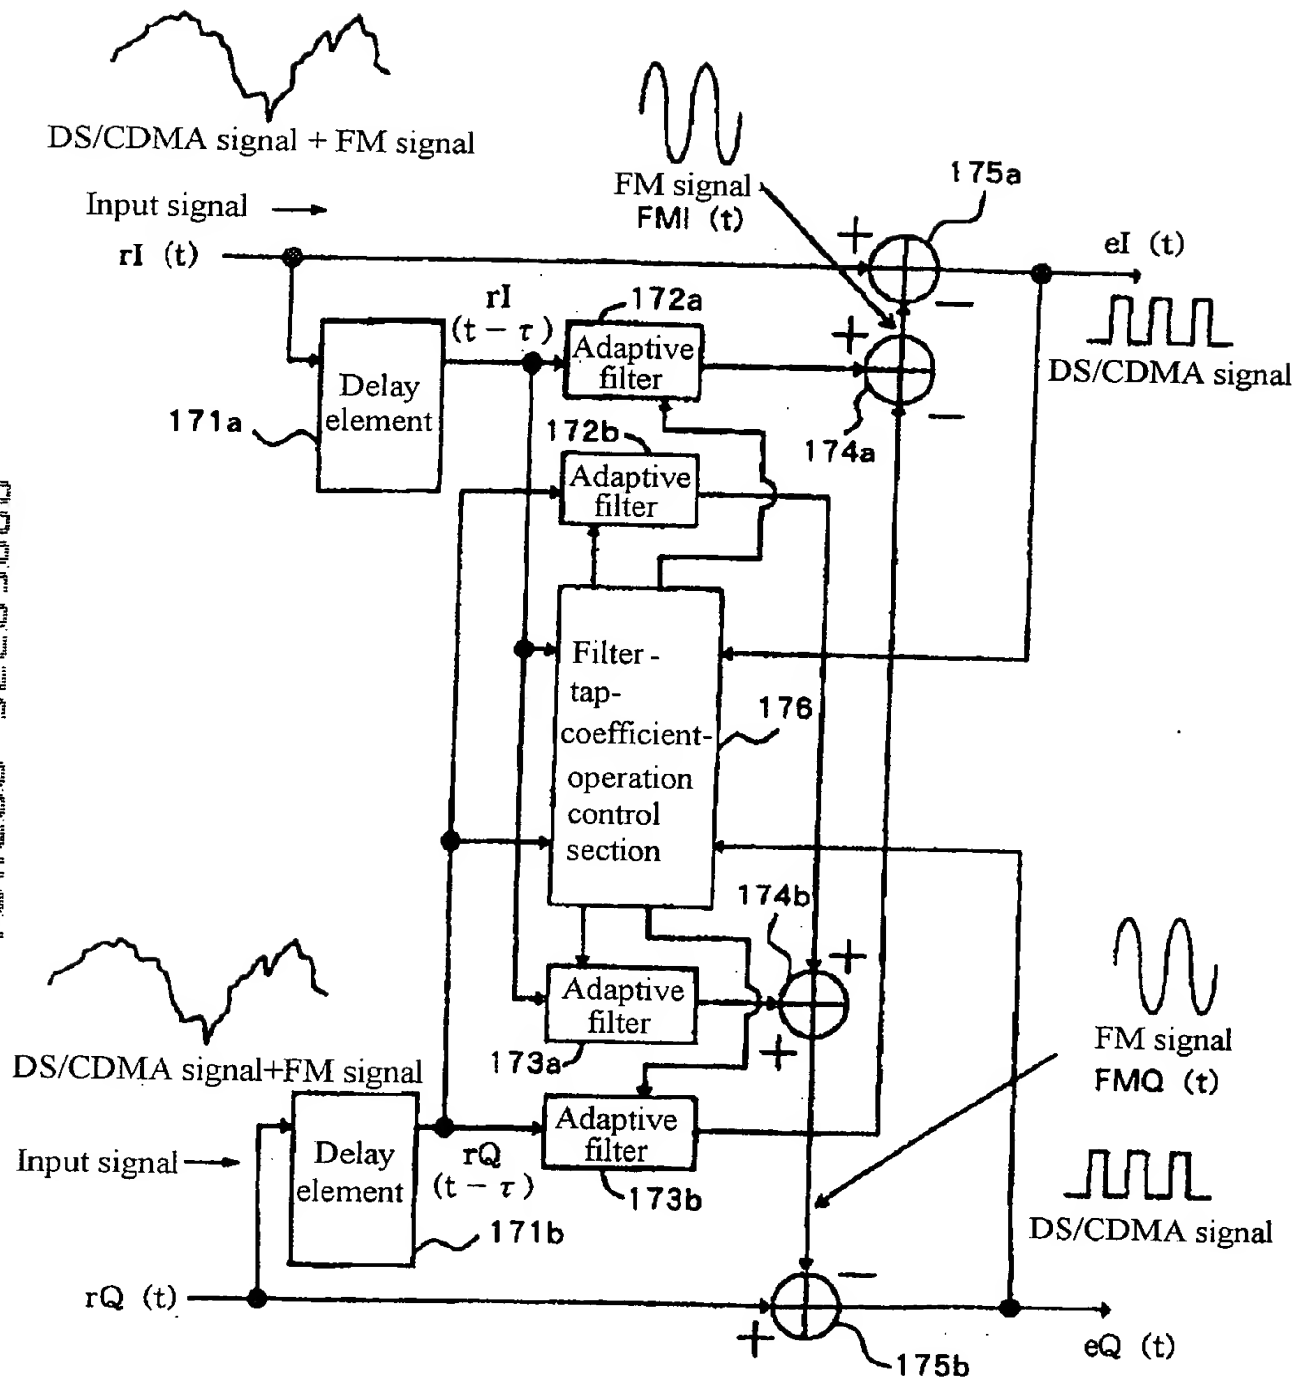 DS/CDMA signal + FM signal
Input signal
rI (t)
FM signal
FMI (t)
175a
+
eI (t)
−
DS/CDMA signal
rI
(t − τ)
172a
Adaptive
filter
+
−
174a
Delay
element
171a
172b
Adaptive
filter
Filter-
tap-
coefficient-
operation
control
section
176
174b
+
+
Adaptive
filter
173a
FM signal
FMQ (t)
DS/CDMA signal+FM signal
Input signal
Delay
element
171b
rQ
(t − τ)
Adaptive
filter
173b
DS/CDMA signal
rQ (t)
−
+
175b
eQ (t)